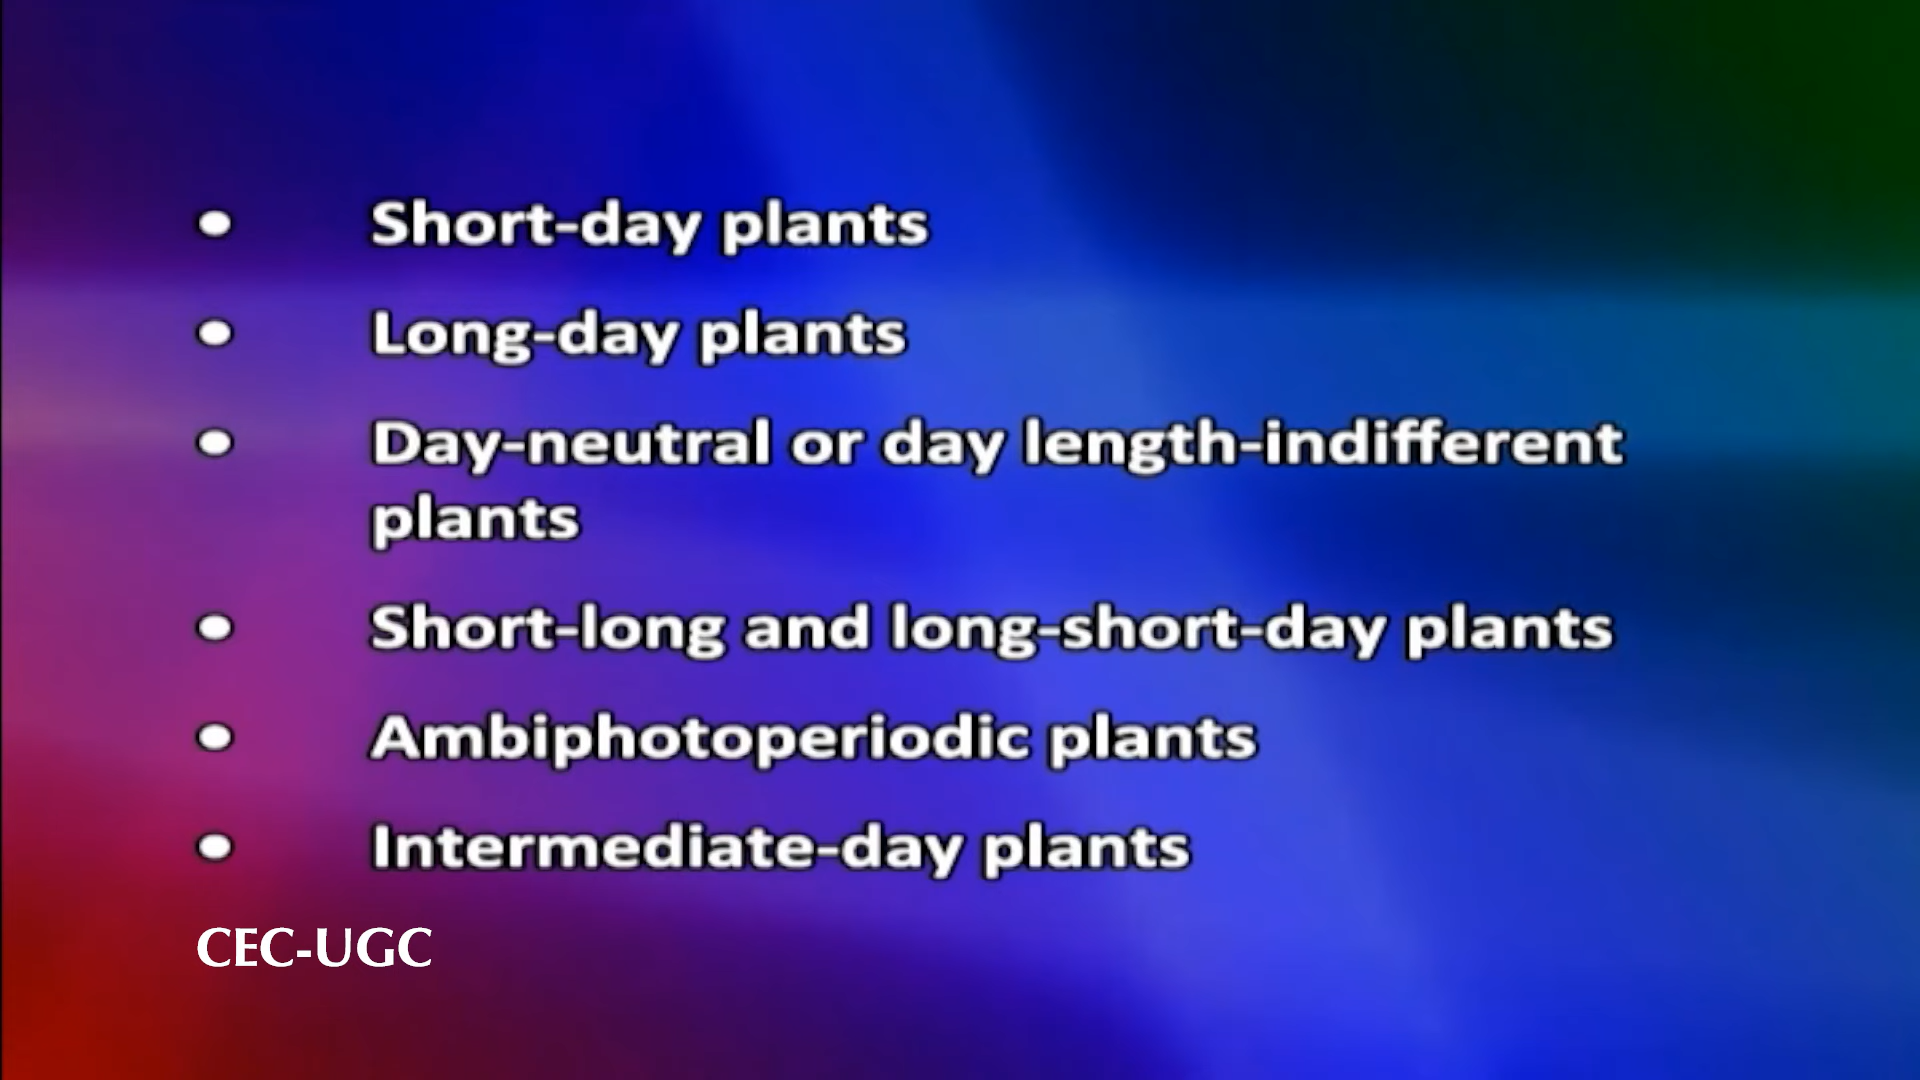 • Short-day plants
• Long-day plants
• Day-neutral or day length-indifferent
plants
• Short-long and long-short-day plants
• Ambiphotoperiodic plants
• Intermediate-day plants
CEC-UGC